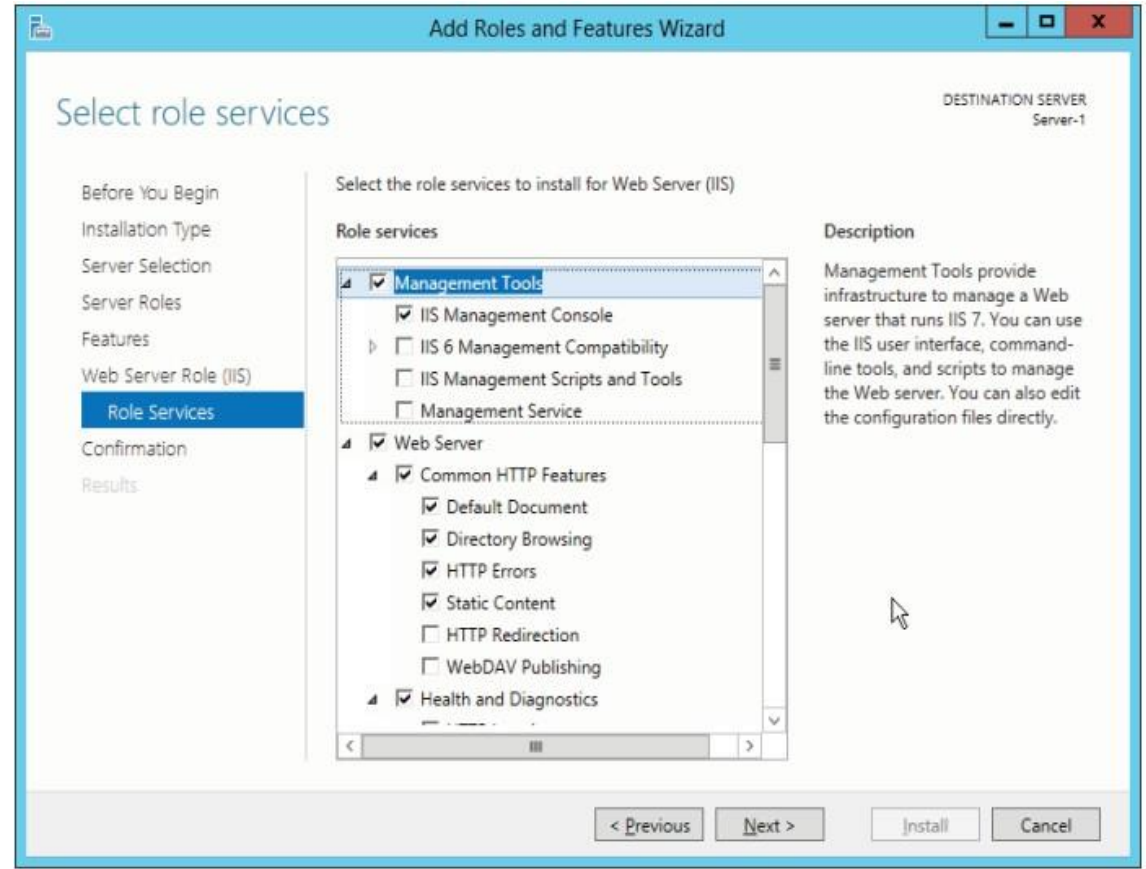 Add Roles and Features Wizard
Select role services
DESTINATION SERVER
Server-1
Before You Begin
Installation Type
Server Selection
Server Roles
Features
Web Server Role (IIS)
Role Services
Confirmation
Results
Select the role services to install for Web Server (IIS)
Role services
Management Tools
IIS Management Console
IIS 6 Management Compatibility
IIS Management Scripts and Tools
Management Service
Web Server
Common HTTP Features
Default Document
Directory Browsing
HTTP Errors
Static Content
HTTP Redirection
WebDAV Publishing
Health and Diagnostics
Description
Management Tools provide
infrastructure to manage a Web
server that runs IIS 7. You can use
the IIS user interface, command-
line tools, and scripts to manage
the Web server. You can also edit
the configuration files directly.
< Previous
Next >
Install
Cancel